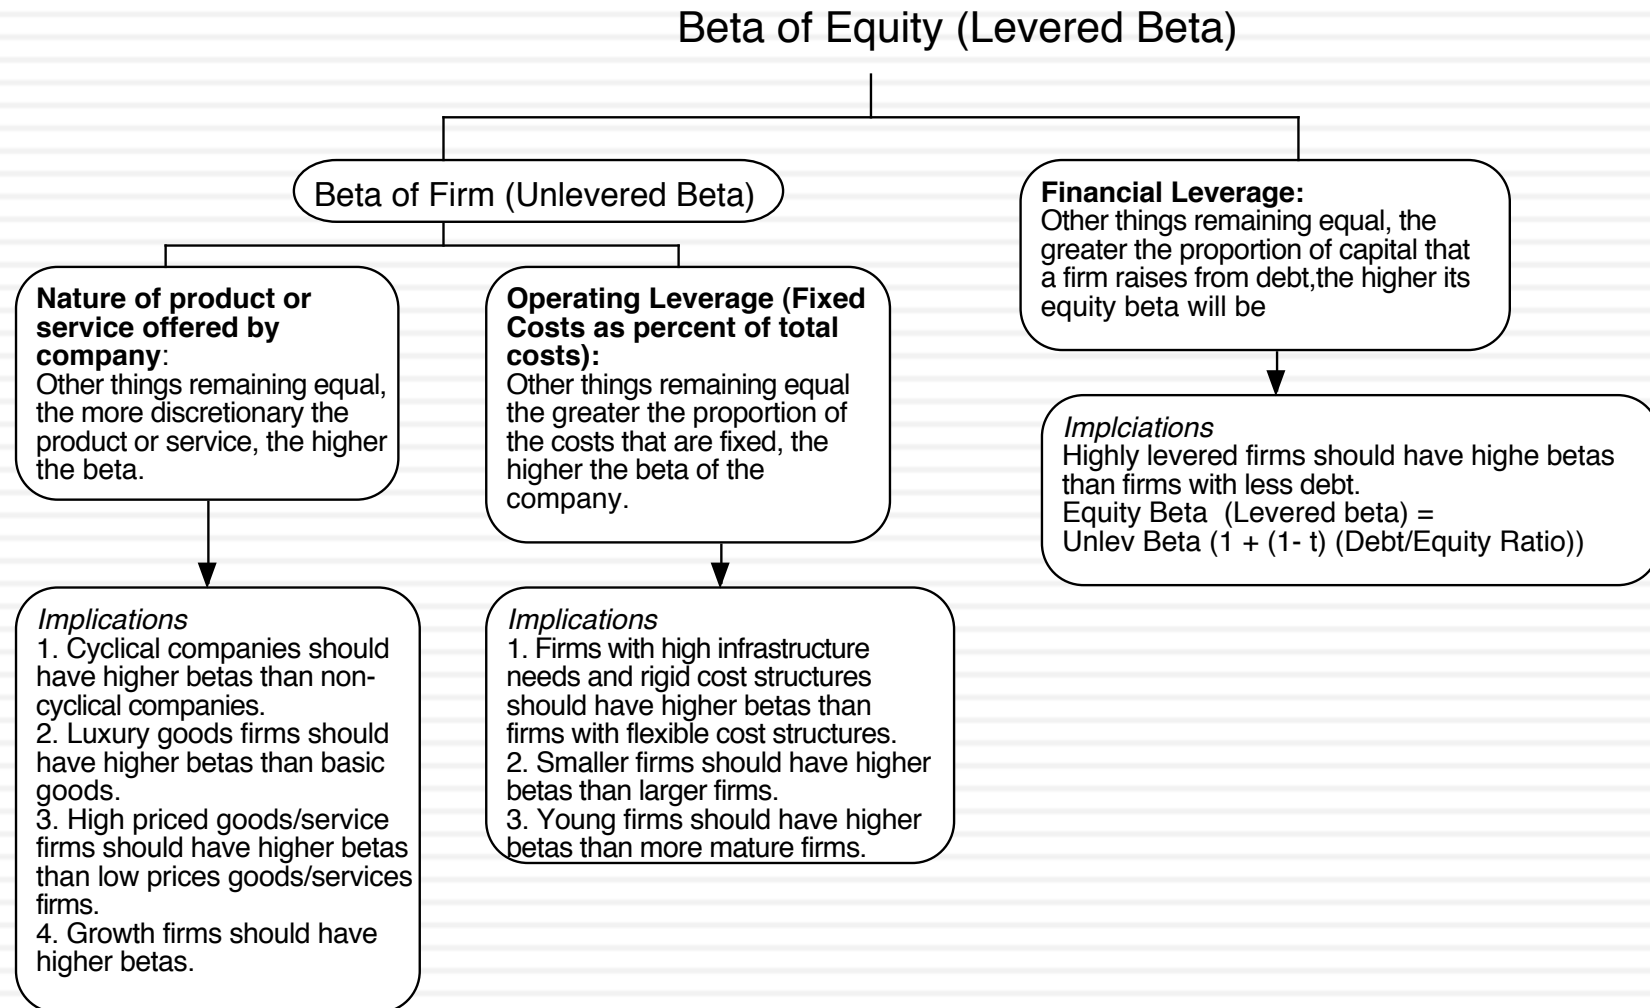 Beta of Equity (Levered Beta)
Beta of Firm (Unlevered Beta)
Nature of product or
service offered by
company:
Other things remaining equal,
the more discretionary the
product or service, the higher
the beta.
Operating Leverage (Fixed
Costs as percent of total
costs):
Other things remaining equal
the greater the proportion of
the costs that are fixed, the
higher the beta of the
company.
Financial Leverage:
Other things remaining equal, the
greater the proportion of capital that
a firm raises from debt,the higher its
equity beta will be
Implciations
Highly levered firms should have highe betas
than firms with less debt.
Equity Beta (Levered beta) =
Unlev Beta (1 + (1- t) (Debt/Equity Ratio))
Implications
1. Cyclical companies should
have higher betas than non-
cyclical companies.
2. Luxury goods firms should
have higher betas than basic
goods.
3. High priced goods/service
firms should have higher betas
than low prices goods/services
firms.
4. Growth firms should have
higher betas.
Implications
1. Firms with high infrastructure
needs and rigid cost structures
should have higher betas than
firms with flexible cost structures.
2. Smaller firms should have higher
betas than larger firms.
3. Young firms should have higher
betas than more mature firms.